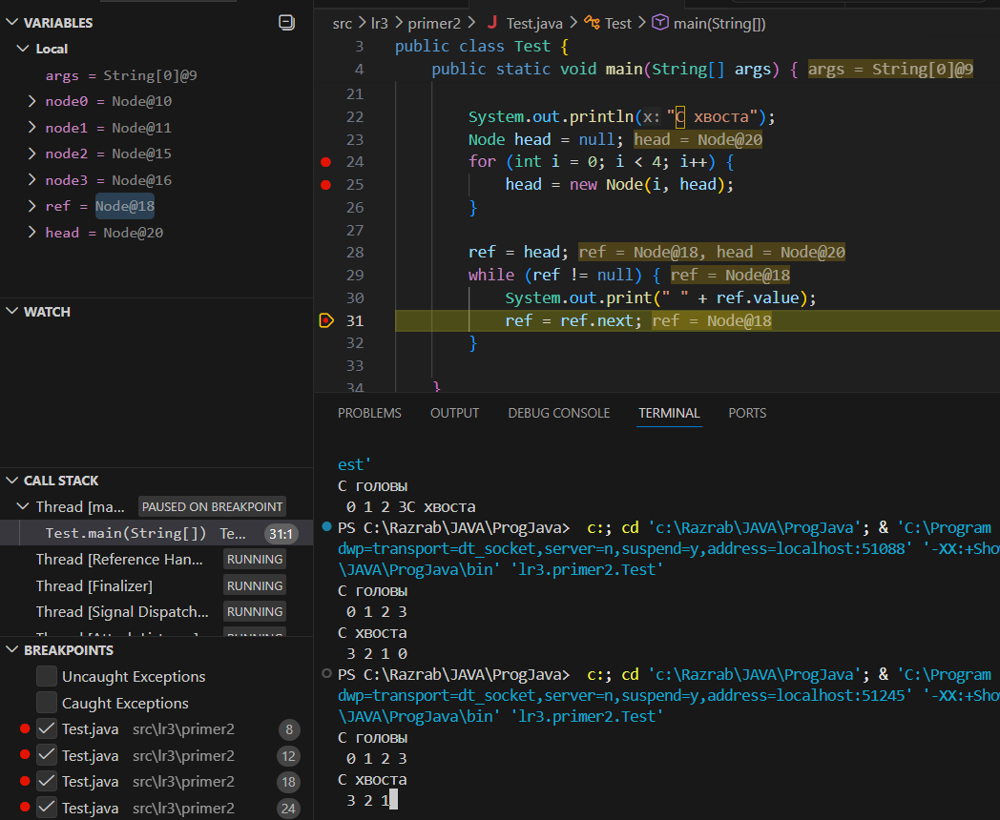 VARIABLES
Local
args = String[0]@9
node0 = Node@10
node1 = Node@11
node2 = Node@15
node3 = Node@16
ref = Node@18
head = Node@20
WATCH
CALL STACK
Thread [ma... PAUSED ON BREAKPOINT
Test.main(String[]) Te... 31:1
Thread [Reference Han... RUNNING
Thread [Finalizer] RUNNING
Thread [Signal Dispatch... RUNNING
BREAKPOINTS
Uncaught Exceptions
Caught Exceptions
Test.java src\lr3\primer2 8
Test.java src\lr3\primer2 12
Test.java src\lr3\primer2 18
Test.java src\lr3\primer2 24
src > lr3 > primer2 > J Test.java > Test > main(String[])
3 public class Test {
4 public static void main(String[] args) { args = String[0]@9
21
22 System.out.println(x: "С хвоста");
23 Node head = null; head = Node@20
24 for (int i = 0; i < 4; i++) {
25 head = new Node(i, head);
26 }
27
28 ref = head; ref = Node@18, head = Node@20
29 while (ref != null) { ref = Node@18
30 System.out.print(" " + ref.value);
31 ref = ref.next; ref = Node@18
32 }
33
34 }
PROBLEMS OUTPUT DEBUG CONSOLE TERMINAL PORTS
est'
С головы
0 1 2 3С хвоста
PS C:\Razrab\JAVA\ProgJava> c:; cd 'c:\Razrab\JAVA\ProgJava'; & 'C:\Program
dwp=transport=dt_socket,server=n,suspend=y,address=localhost:51088' '-XX:+Sho
\JAVA\ProgJava\bin' 'lr3.primer2.Test'
С головы
0 1 2 3
С хвоста
3 2 1 0
PS C:\Razrab\JAVA\ProgJava> c:; cd 'c:\Razrab\JAVA\ProgJava'; & 'C:\Program
dwp=transport=dt_socket,server=n,suspend=y,address=localhost:51245' '-XX:+Sho
\JAVA\ProgJava\bin' 'lr3.primer2.Test'
С головы
0 1 2 3
С хвоста
3 2 1